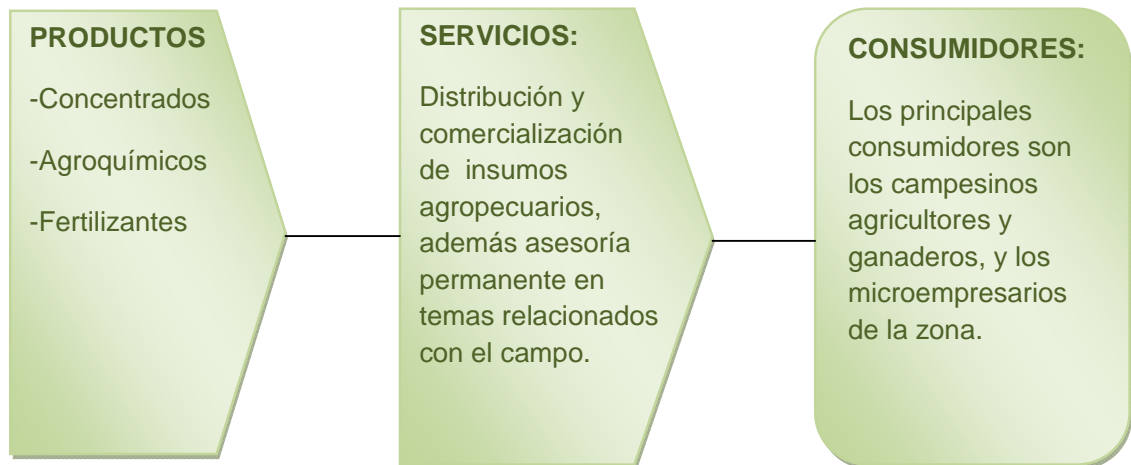 PRODUCTOS
-Concentrados
-Agroquímicos
-Fertilizantes
SERVICIOS:
Distribución y
comercialización
de insumos
agropecuarios,
además asesoría
permanente en
temas relacionados
con el campo.
CONSUMIDORES:
Los principales
consumidores son
los campesinos
agricultores y
ganaderos, y los
microempresarios
de la zona.